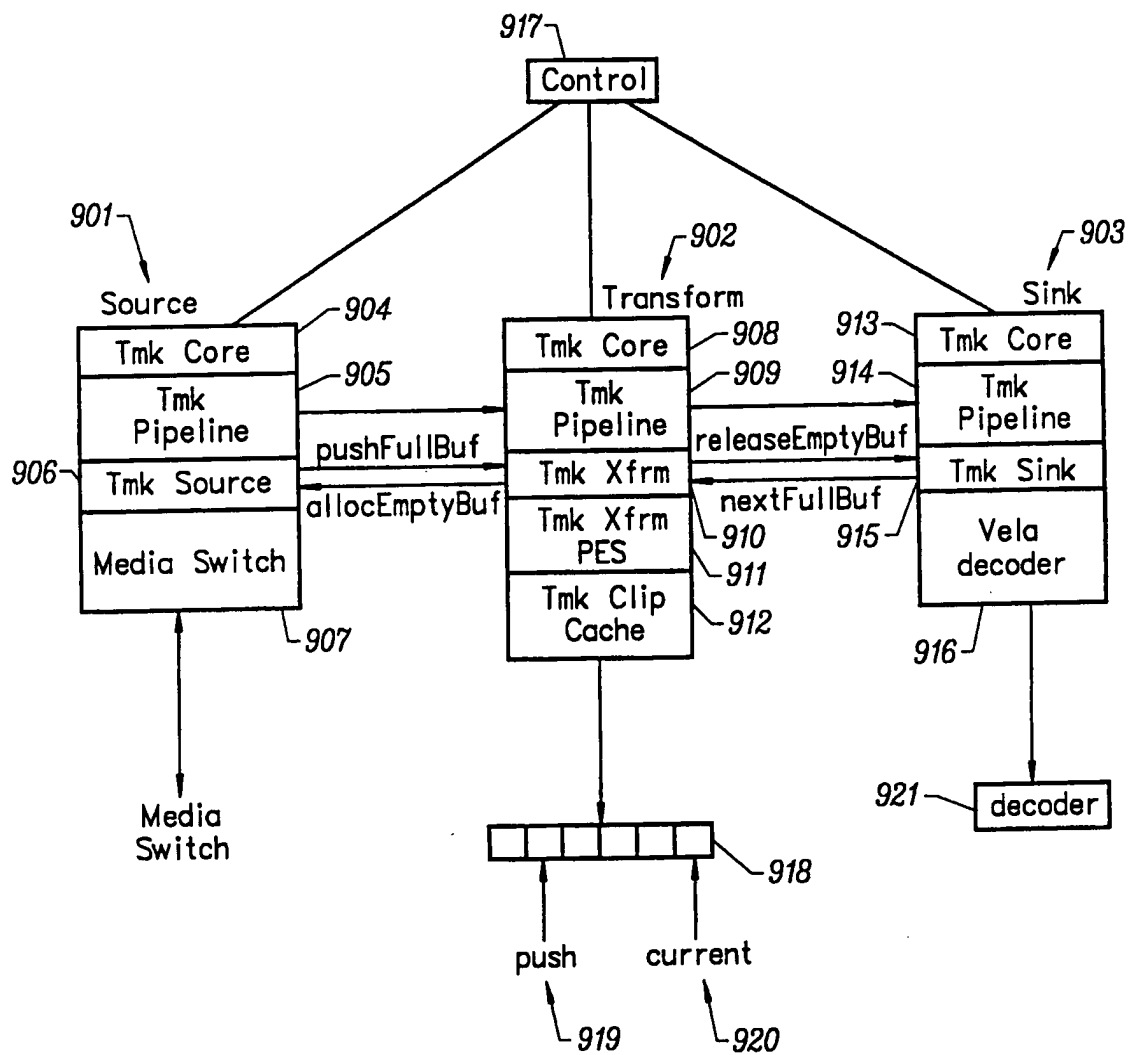 917
Control
901
902
903
Source
Transform
Sink
904
908
913
Tmk Core
Tmk Core
Tmk Core
905
909
914
Tmk
Pipeline
Tmk
Pipeline
Tmk
Pipeline
pushFullBuf
releaseEmptyBuf
906
Tmk Source
Tmk Xfrm
Tmk Sink
allocEmptyBuf
nextFullBuf
910
915
Media Switch
Tmk Xfrm
PES
Vela
decoder
911
Tmk Clip
Cache
912
907
916
Media
Switch
921
decoder
918
push
current
919
920